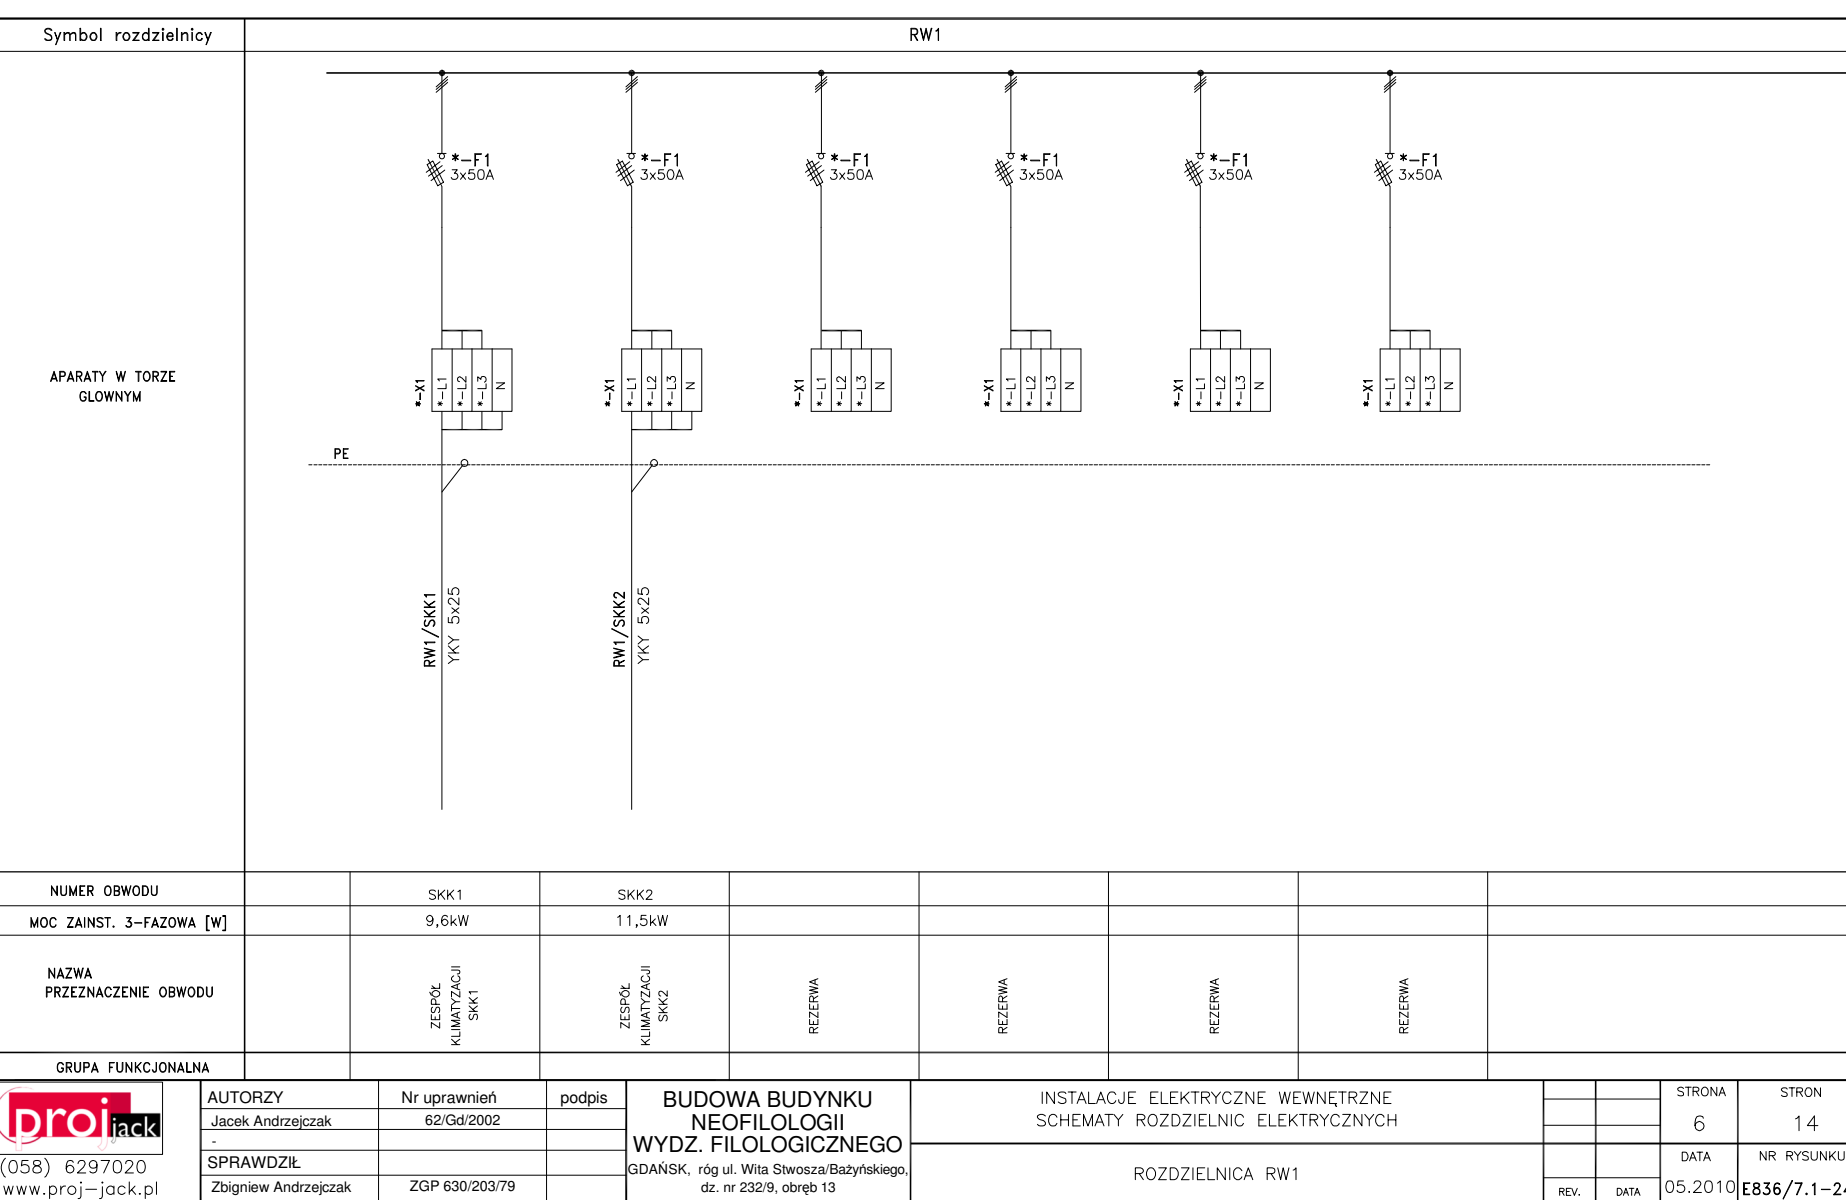 Symbol rozdzielnicy
RW1
*-F1
3x50A
*-F1
3x50A
*-F1
3x50A
*-F1
3x50A
*-F1
3x50A
*-F1
3x50A
APARATY W TORZE
GLOWNYM
*-X1
*-L1
*-L2
*-L3
N
*-X1
*-L1
*-L2
*-L3
N
*-X1
*-L1
*-L2
*-L3
N
*-X1
*-L1
*-L2
*-L3
N
*-X1
*-L1
*-L2
*-L3
N
*-X1
*-L1
*-L2
*-L3
N
PE
RW1/SKK1
YKY 5x25
RW1/SKK2
YKY 5x25
NUMER OBWODU
SKK1
SKK2
MOC ZAINST. 3-FAZOWA [W]
9,6kW
11,5kW
NAZWA
PRZEZNACZENIE OBWODU
ZESPÓŁ
KLIMATYZACJI
SKK1
ZESPÓŁ
KLIMATYZACJI
SKK2
REZERWA
REZERWA
REZERWA
REZERWA
GRUPA FUNKCJONALNA
proj jack
(058) 6297020
www.proj-jack.pl
AUTORZY
Nr uprawnień
podpis
Jacek Andrzejczak
62/Gd/2002
-
SPRAWDZIŁ
Zbigniew Andrzejczak
ZGP 630/203/79
BUDOWA BUDYNKU
NEOFILOLOGII
WYDZ. FILOLOGICZNEGO
GDAŃSK, róg ul. Wita Stwosza/Bażyńskiego,
dz. nr 232/9, obręb 13
INSTALACJE ELEKTRYCZNE WEWNĘTRZNE
SCHEMATY ROZDZIELNIC ELEKTRYCZNYCH
ROZDZIELNICA RW1
REV.
DATA
STRONA
6
STRON
14
DATA
05.2010
NR RYSUNKU